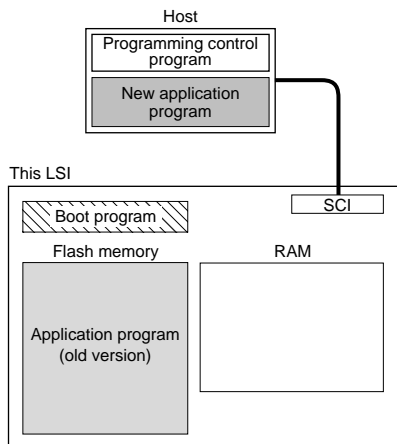 Host
Programming control
program
New application
program
This LSI
SCI
Boot program
Flash memory
RAM
Application program
(old version)